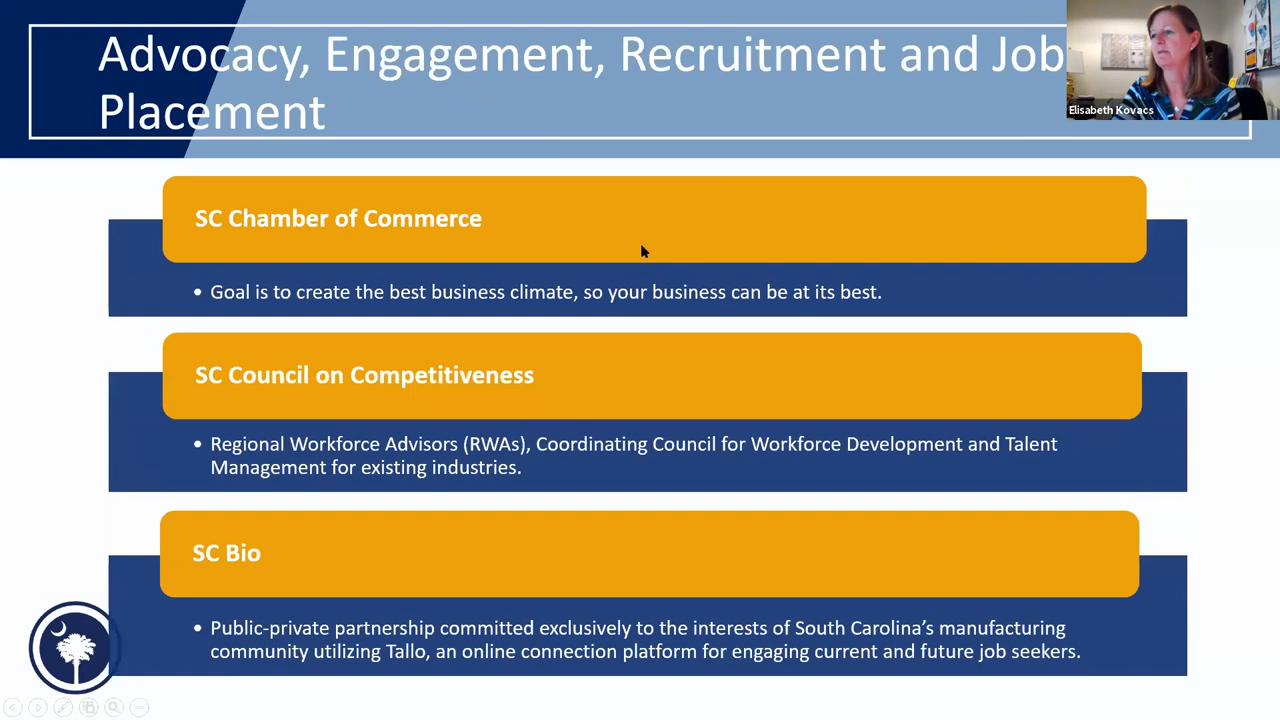 Advocacy, Engagement, Recruitment and Job
Placement
Elisabeth Kovacs
SC Chamber of Commerce
• Goal is to create the best business climate, so your business can be at its best.
SC Council on Competitiveness
• Regional Workforce Advisors (RWAs), Coordinating Council for Workforce Development and Talent
Management for existing industries.
SC Bio
• Public-private partnership committed exclusively to the interests of South Carolina’s manufacturing
community utilizing Tallo, an online connection platform for engaging current and future job seekers.